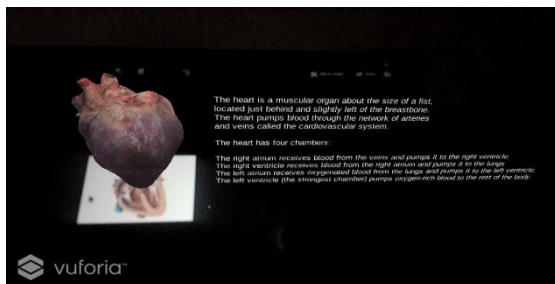 The heart is a muscular organ about the size of a fist,
located just behind and slightly left of the breastbone.
The heart pumps blood through the network of arteries
and veins called the cardiovascular system.
The heart has four chambers:
The right atrium receives blood from the veins and pumps it to the right ventricle.
The right ventricle receives blood from the right atrium and pumps it to the lungs
The left atrium receives oxygenated blood from the lungs and pumps it to the left ventricle.
The left ventricle (the strongest chamber) pumps oxygen-rich blood to the rest of the body.
vuforia™